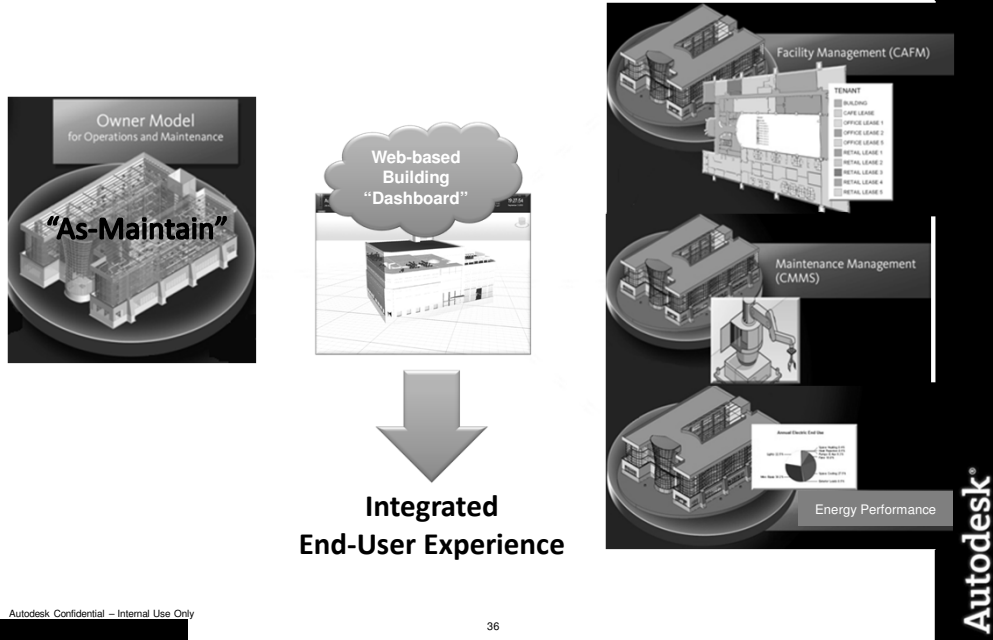 Owner Model
for Operations and Maintenance
“As-Maintain”
Web-based
Building
“Dashboard”
Integrated
End-User Experience
Facility Management (CAFM)
TENANT
BUILDING
CAFE LEASE
OFFICE LEASE 1
OFFICE LEASE 2
OFFICE LEASE 5
RETAIL LEASE 1
RETAIL LEASE 2
RETAIL LEASE 3
RETAIL LEASE 4
RETAIL LEASE 5
Maintenance Management
(CMMS)
Annual Electric End Use
Energy Performance
Autodesk®
Autodesk Confidential – Internal Use Only
36